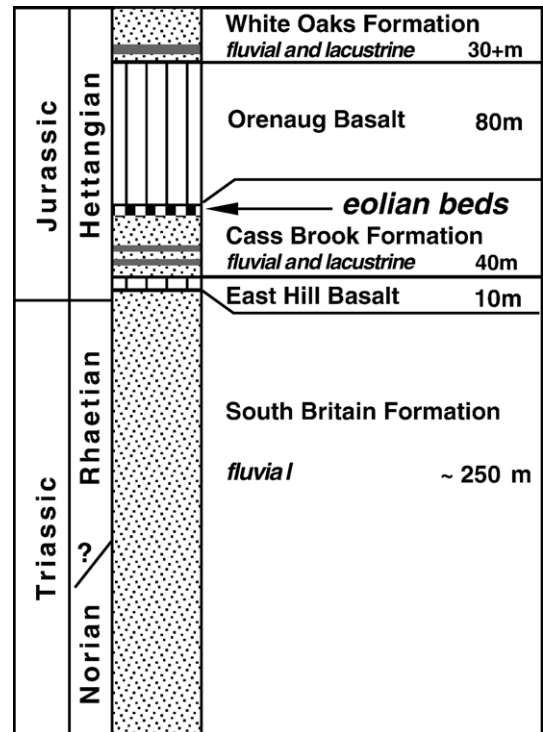 White Oaks Formation
fluvial and lacustrine 30+m
Orenaug Basalt 80m
eolian beds
Cass Brook Formation
fluvial and lacustrine 40m
East Hill Basalt 10m
South Britain Formation
fluvial ~ 250 m
Jurassic
Hettangian
Triassic
Rhaetian
?
Norian